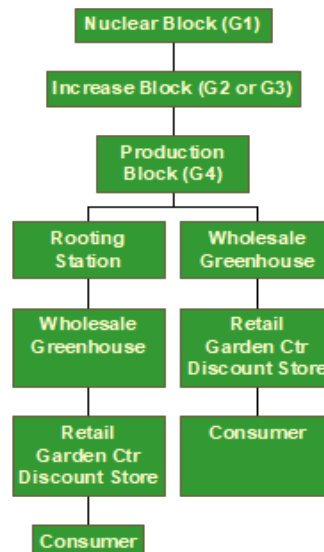 Nuclear Block (G1)
Increase Block (G2 or G3)
Production
Block (G4)
Rooting
Station
Wholesale
Greenhouse
Retail
Garden Ctr
Discount Store
Consumer
Wholesale
Greenhouse
Retail
Garden Ctr
Discount Store
Consumer